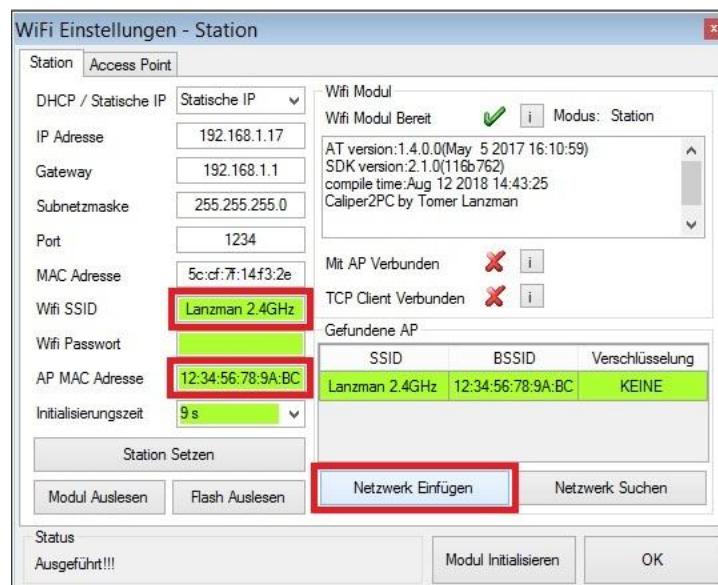 WiFi Einstellungen - Station
Station
Access Point
DHCP / Statische IP
Statische IP
IP Adresse
192.168.1.17
Gateway
192.168.1.1
Subnetzmaske
255.255.255.0
Port
1234
MAC Adresse
5c:cf:7f:14:f3:2e
Wifi SSID
Lanzman 2.4GHz
Wifi Passwort
AP MAC Adresse
12:34:56:78:9A:BC
Initialisierungszeit
9 s
Station Setzen
Modul Auslesen
Flash Auslesen
Wifi Modul
Wifi Modul Bereit
i
Modus: Station
AT version:1.4.0.0(May 5 2017 16:10:59)
SDK version:2.1.0(116b762)
compile time:Aug 12 2018 14:43:25
Caliper2PC by Tomer Lanzman
Mit AP Verbunden
i
TCP Client Verbunden
i
Gefundene AP
SSID BSSID Verschlüsselung
Lanzman 2.4GHz 12:34:56:78:9A:BC KEINE
Netzwerk Einfügen
Netzwerk Suchen
Status
Ausgeführt!!!
Modul Initialisieren
OK